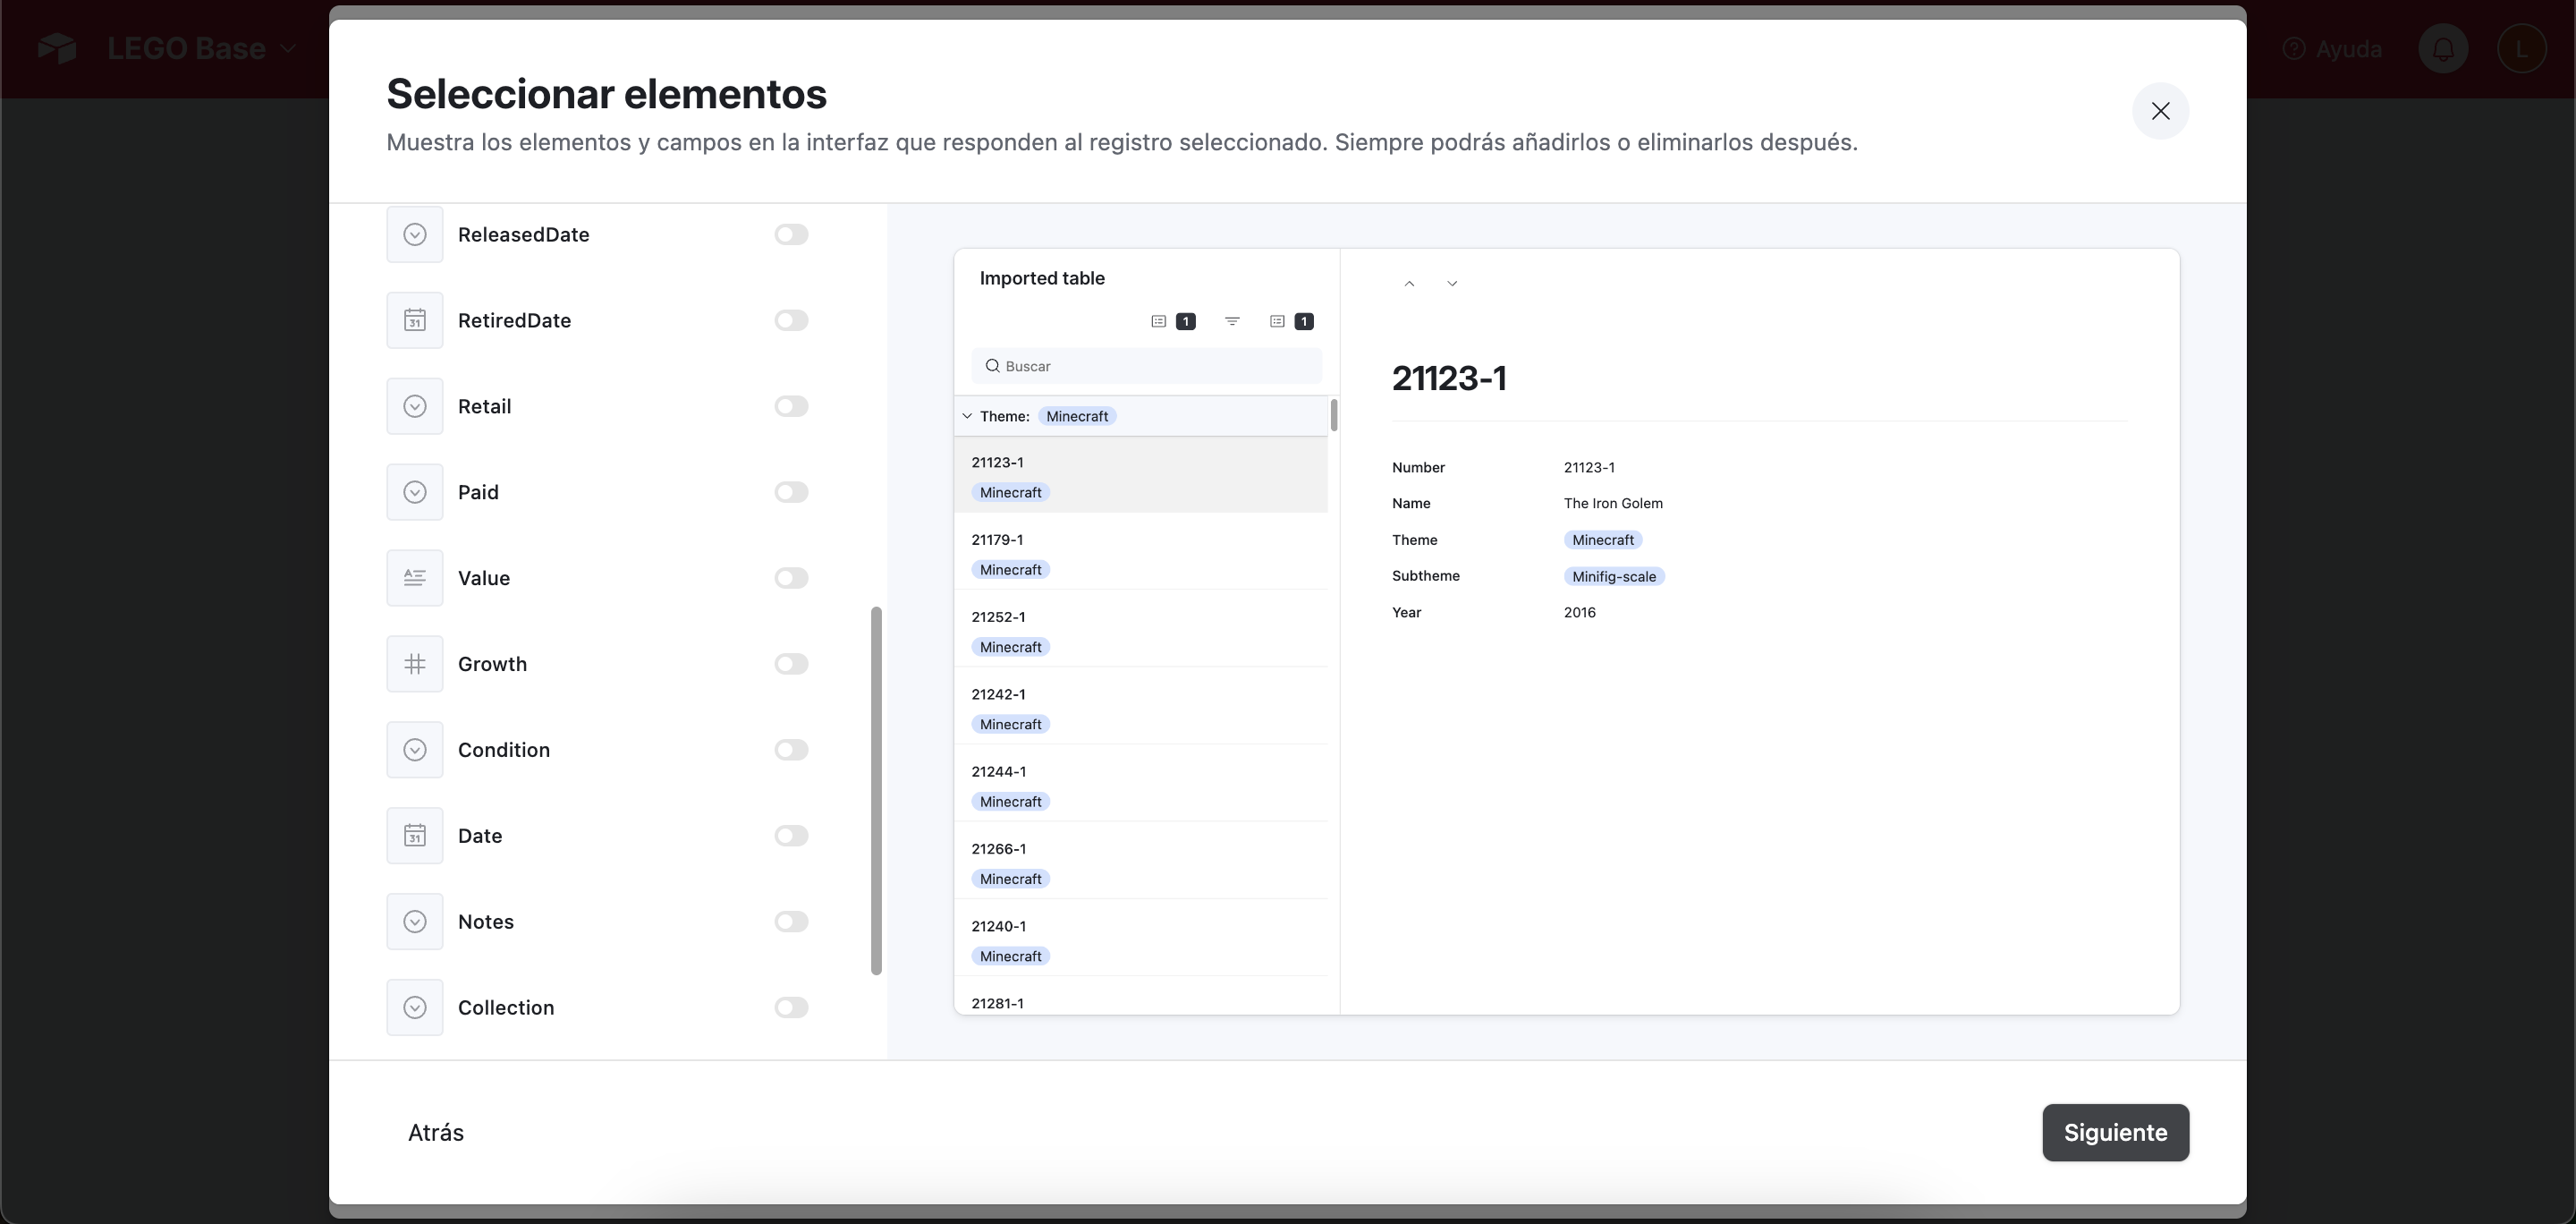 LEGO Base
Ayuda
L
Seleccionar elementos
Muestra los elementos y campos en la interfaz que responden al registro seleccionado. Siempre podrás añadirlos o eliminarlos después.
ReleasedDate
31 RetiredDate
Retail
Paid
Value
Growth
Condition
31 Date
Notes
Collection
Imported table
1
1
Buscar
Theme: Minecraft
21123-1
Minecraft
21179-1
Minecraft
21252-1
Minecraft
21242-1
Minecraft
21244-1
Minecraft
21266-1
Minecraft
21240-1
Minecraft
21281-1
21123-1
Number 21123-1
Name The Iron Golem
Theme Minecraft
Subtheme Minifig-scale
Year 2016
Atrás
Siguiente